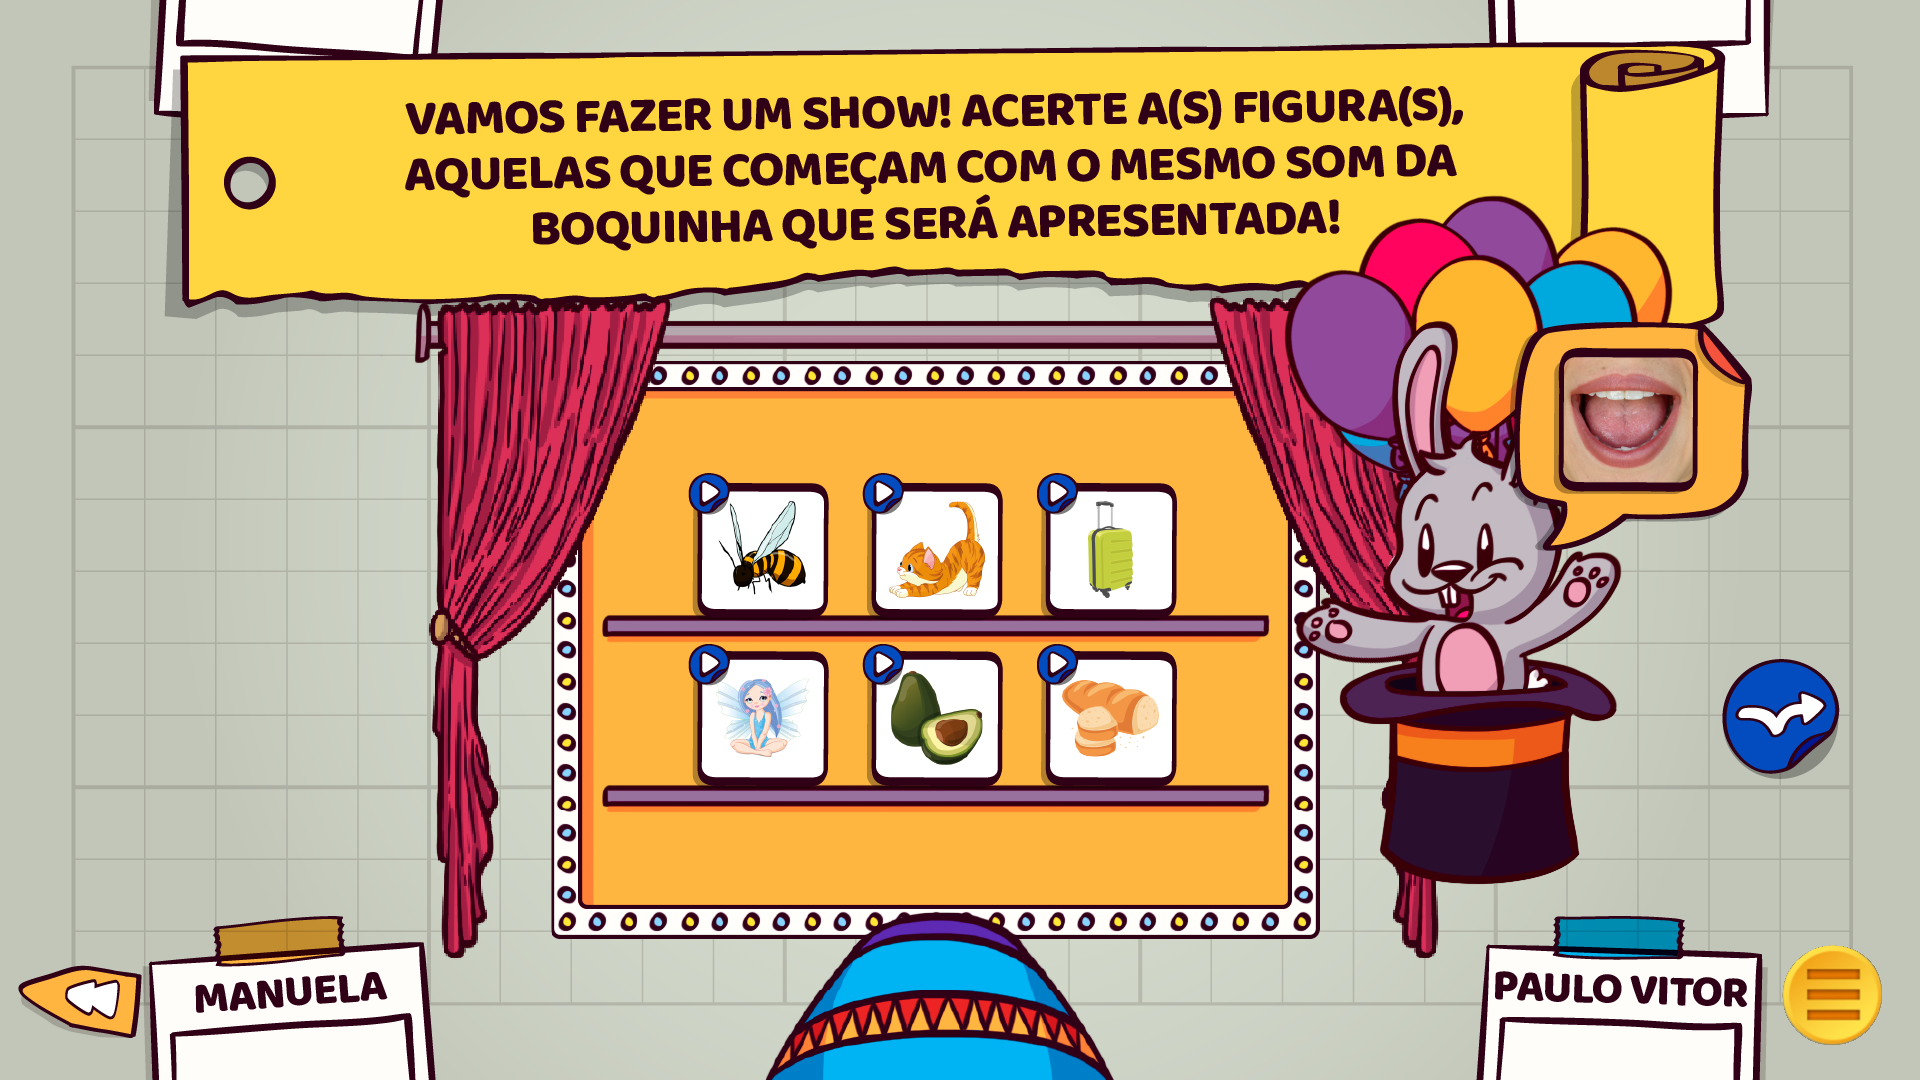 VAMOS FAZER UM SHOW! ACERTE A(S) FIGURA(S),
AQUELAS QUE COMEÇAM COM O MESMO SOM DA
BOQUINHA QUE SERÁ APRESENTADA!
MANUELA
PAULO VITOR